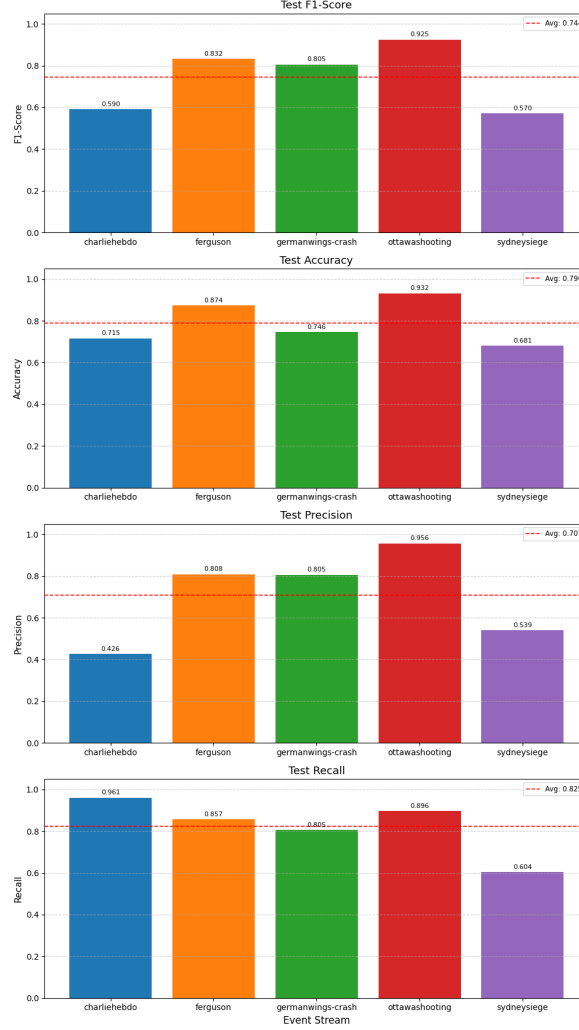 Test F1-Score
Avg: 0.744
F1-Score
1.0
0.8
0.6
0.4
0.2
0.0
0.590
0.832
0.805
0.925
0.570
charliehebdo ferguson germanwings-crash ottawashooting sydneysiege
Test Accuracy
Avg: 0.790
Accuracy
1.0
0.8
0.6
0.4
0.2
0.0
0.715
0.874
0.746
0.932
0.681
charliehebdo ferguson germanwings-crash ottawashooting sydneysiege
Test Precision
Avg: 0.707
Precision
1.0
0.8
0.6
0.4
0.2
0.0
0.426
0.808
0.805
0.956
0.539
charliehebdo ferguson germanwings-crash ottawashooting sydneysiege
Test Recall
Avg: 0.825
Recall
1.0
0.8
0.6
0.4
0.2
0.0
0.961
0.857
0.805
0.896
0.604
charliehebdo ferguson germanwings-crash ottawashooting sydneysiege
Event Stream